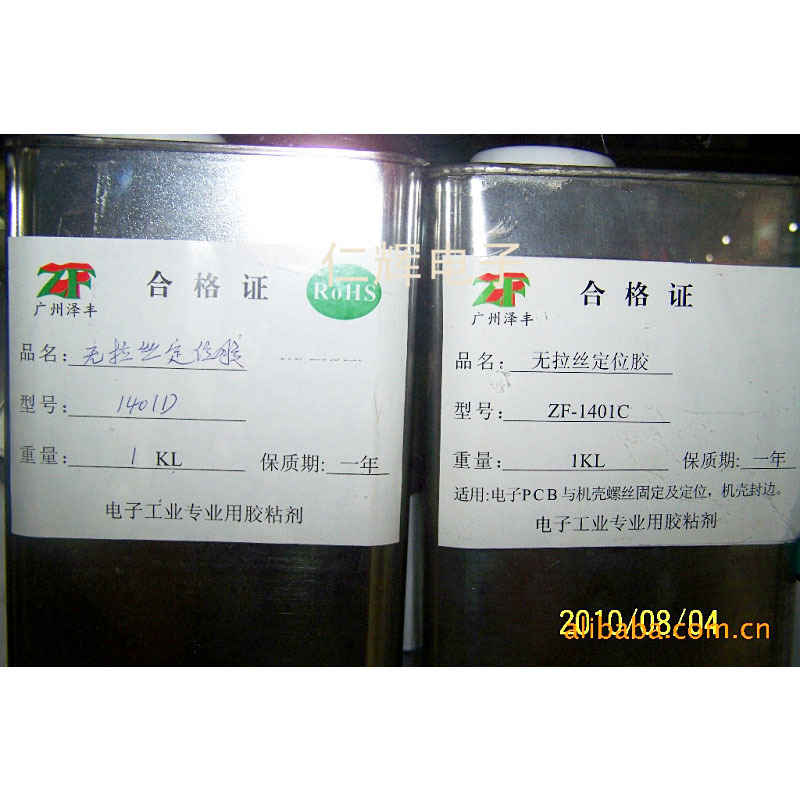 仁辉电子
ZF
广州泽丰
合格证
RoHS
品名: 无拉丝定位胶
型号: 1401D
重量: 1 KL 保质期: 一年
电子工业专业用胶粘剂
ZF
广州泽丰
合格证
品名: 无拉丝定位胶
型号: ZF-1401C
重量: 1KL 保质期: 一年
适用:电子PCB与机壳螺丝固定及定位，机壳封边。
电子工业专业用胶粘剂
2010/08/04
alibaba.com.cn